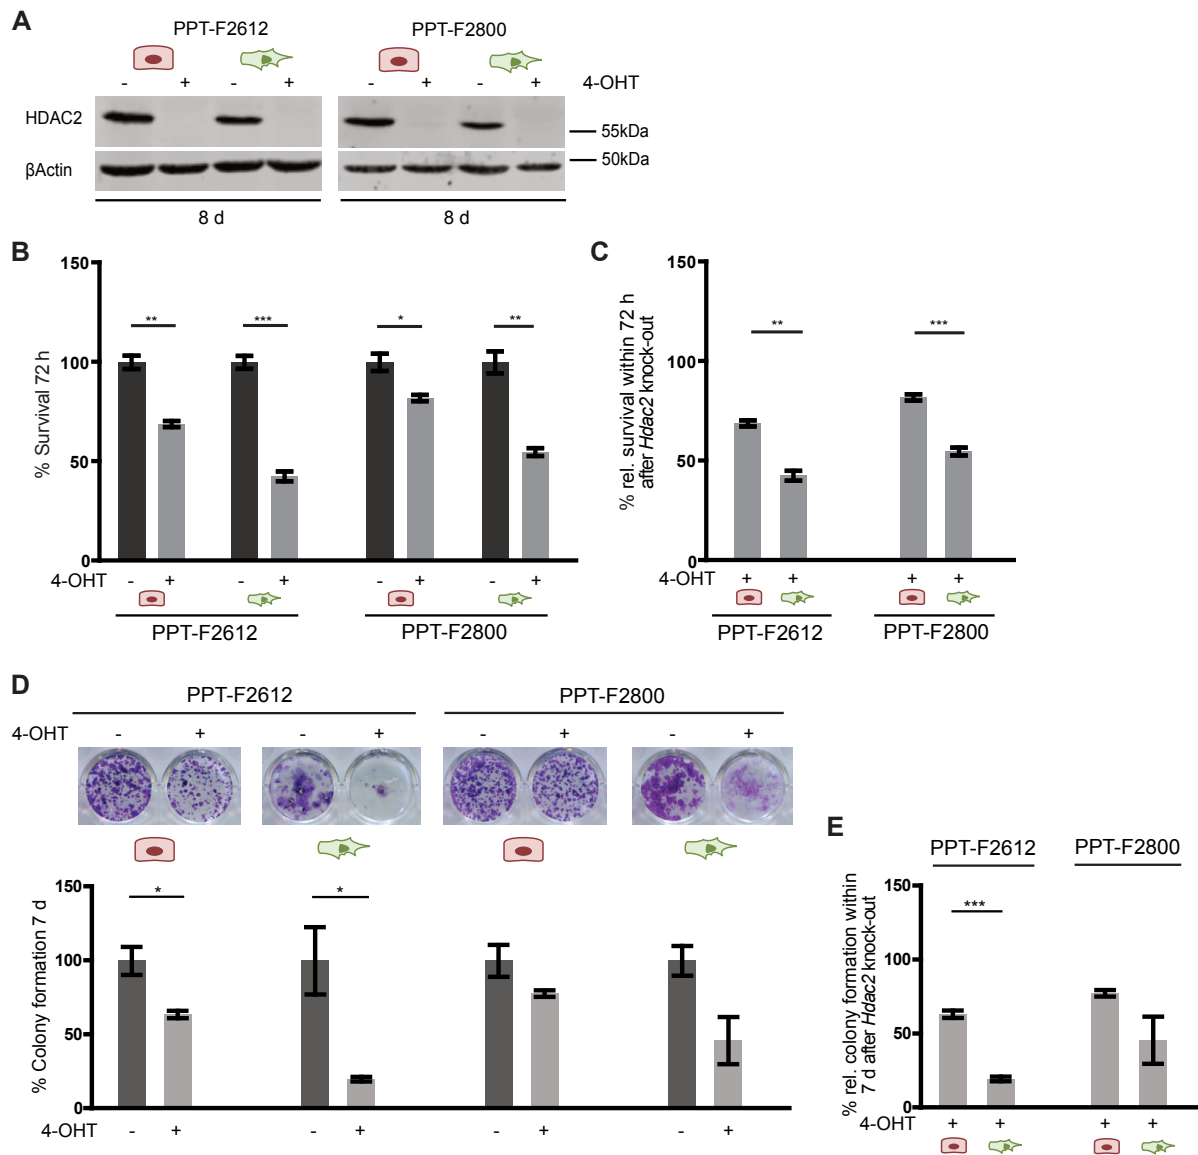 A
PPT-F2612 PPT-F2800
- + - + - + - + 4-OHT
HDAC2
55kDa
50kDa
βActin
8 d 8 d
B
150
100
50
0
% Survival 72 h
** *** * **
4-OHT - + - + - + - +
PPT-F2612 PPT-F2800
C
150
100
50
0
% rel. survival within 72 h
after Hdac2 knock-out
** ***
4-OHT + + + +
PPT-F2612 PPT-F2800
D
PPT-F2612 PPT-F2800
4-OHT - + - + - + - +
150
100
50
0
% Colony formation 7 d
* *
4-OHT - + - + - + - +
E
PPT-F2612 PPT-F2800
150
100
50
0
% rel. colony formation within
7 d after Hdac2 knock-out
***
4-OHT + + + +